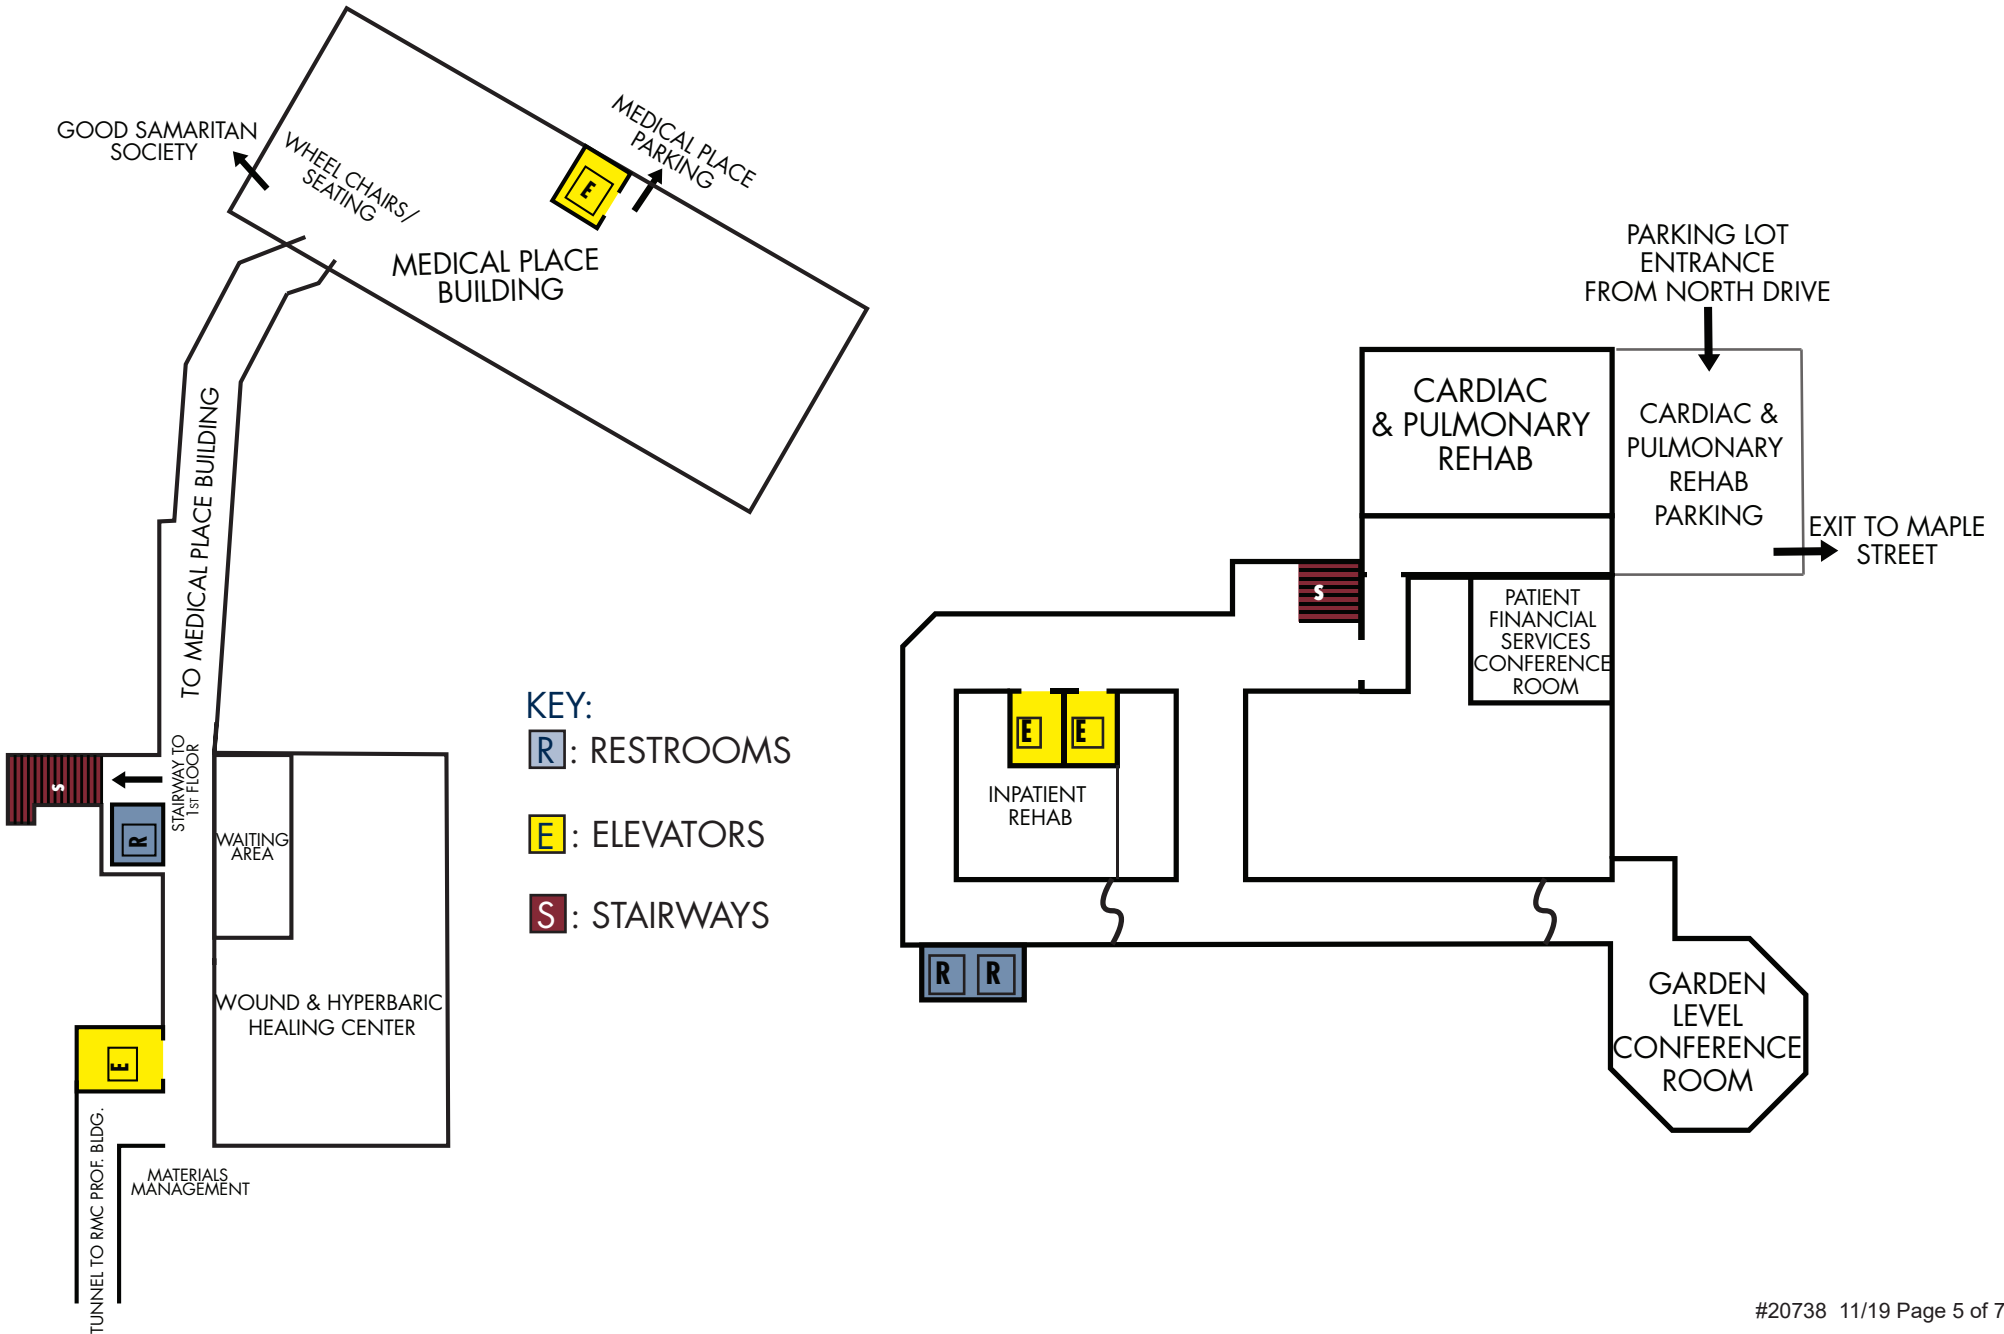 GOOD SAMARITAN
SOCIETY
WHEEL CHAIRS/
SEATING
E
MEDICAL PLACE
PARKING
MEDICAL PLACE
BUILDING
TO MEDICAL PLACE BUILDING
S
STAIRWAY TO
1ST FLOOR
R
WAITING
AREA
WOUND & HYPERBARIC
HEALING CENTER
E
TUNNEL TO RMC PROF. BLDG.
MATERIALS
MANAGEMENT
KEY:
R : RESTROOMS
E : ELEVATORS
S : STAIRWAYS
PARKING LOT
ENTRANCE
FROM NORTH DRIVE
CARDIAC
& PULMONARY
REHAB
CARDIAC &
PULMONARY
REHAB
PARKING
EXIT TO MAPLE
STREET
S
PATIENT
FINANCIAL
SERVICES
CONFERENCE
ROOM
E E
INPATIENT
REHAB
R R
GARDEN
LEVEL
CONFERENCE
ROOM
#20738 11/19 Page 5 of 7